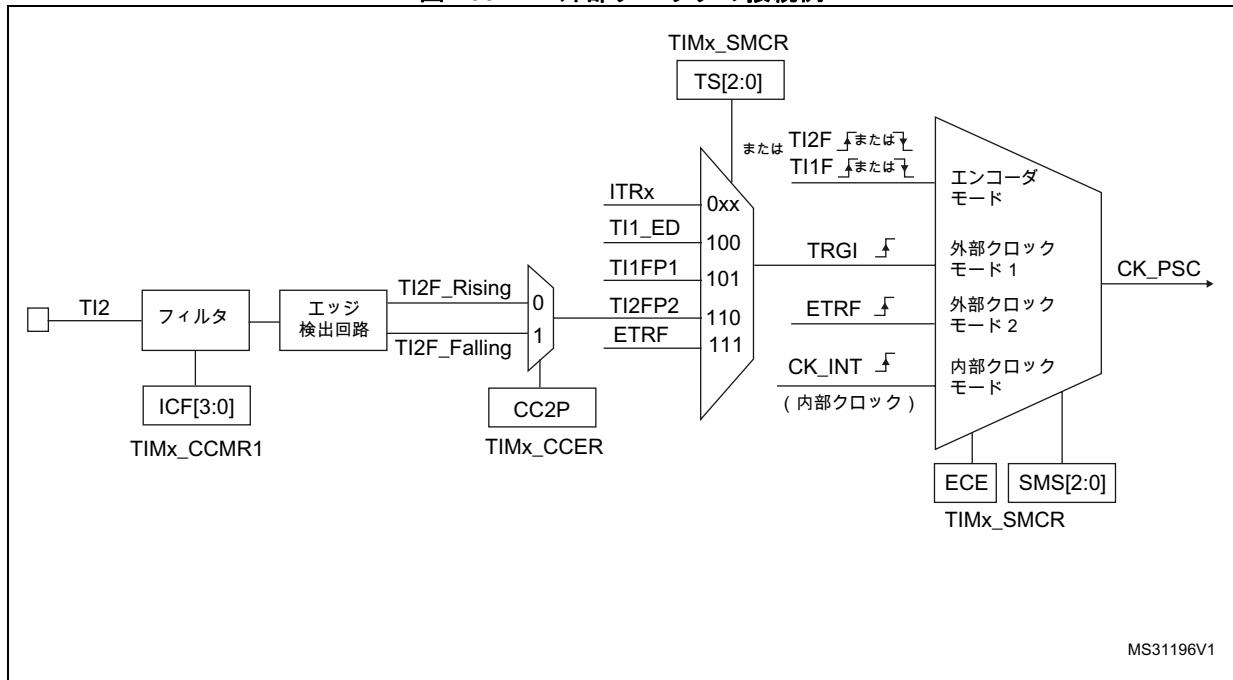 TIMx_SMCR
TS[2:0]
または TI2F または
TI1F または
ITRx
0xx
TI1_ED
100
TI1FP1
101
TI2FP2
110
ETRF
111
TI2
フィルタ
エッジ
検出回路
TI2F_Rising
0
TI2F_Falling
1
ICF[3:0]
TIMx_CCMR1
CC2P
TIMx_CCER
TRGI
ETRF
CK_INT
(内部クロック)
エンコーダ
モード
外部クロック
モード 1
外部クロック
モード 2
内部クロック
モード
CK_PSC
ECE
SMS[2:0]
TIMx_SMCR
MS31196V1